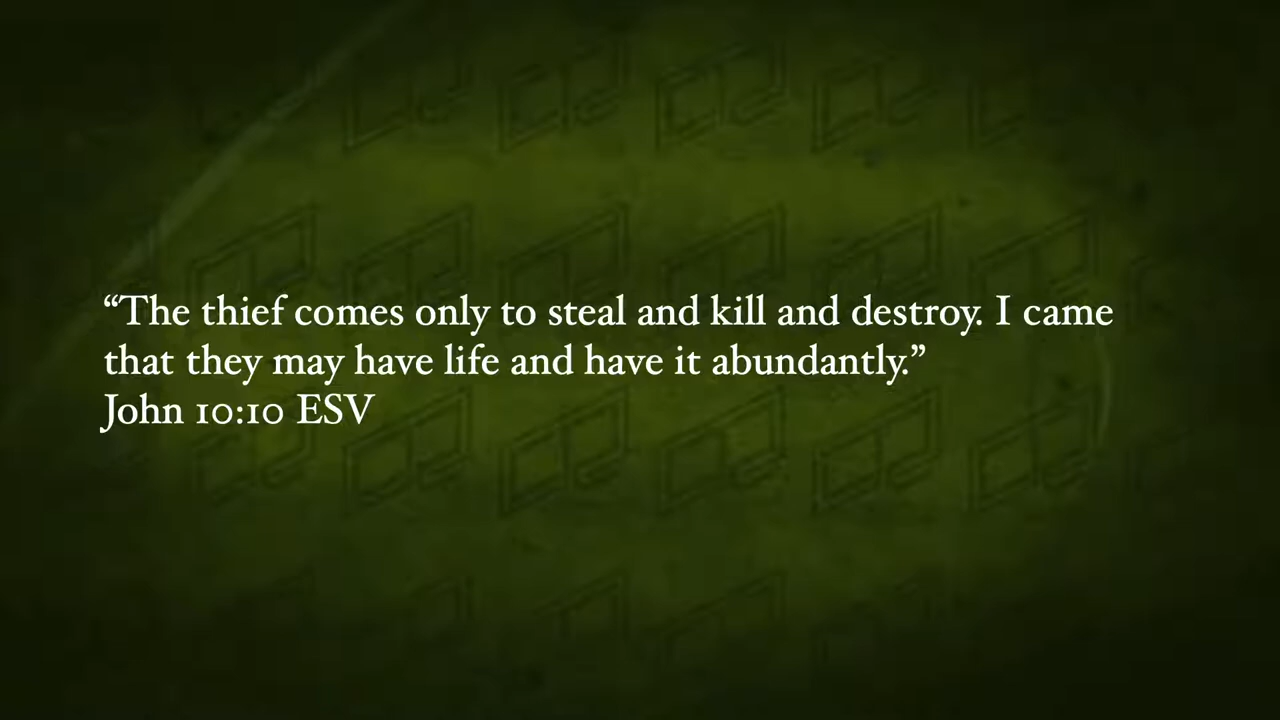 “The thief comes only to steal and kill and destroy. I came
that they may have life and have it abundantly.”
John 10:10 ESV